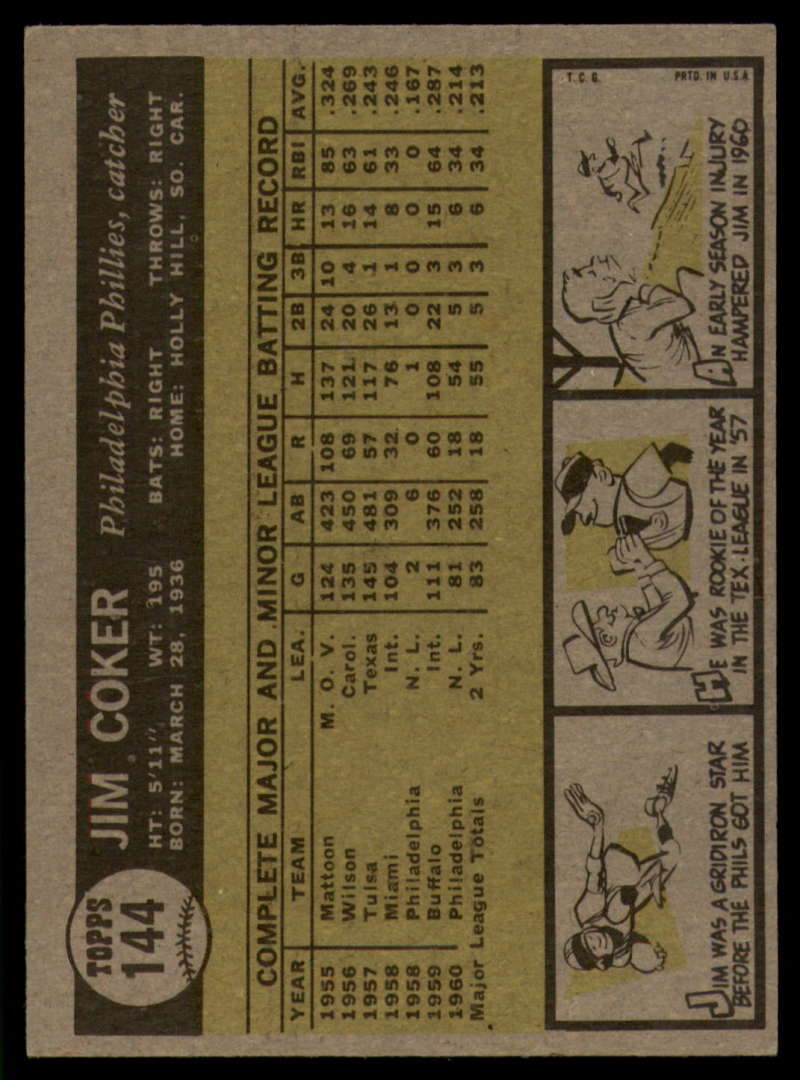 TOPPS
144
JIM COKER Philadelphia Phillies, catcher
HT: 5'11" WT: 195 BATS: RIGHT THROWS: RIGHT
BORN: MARCH 28, 1936 HOME: HOLLY HILL, SO. CAR.
COMPLETE MAJOR AND MINOR LEAGUE BATTING RECORD
YEAR TEAM LEA. G AB R H 2B 3B HR RBI AVG.
1955 Mattoon M. O. V. 124 423 108 137 24 10 13 85 .324
1956 Wilson Carol. 135 450 69 121 20 4 16 63 .269
1957 Tulsa Texas 145 481 57 117 26 1 14 61 .243
1958 Miami Int. 104 309 32 76 13 1 8 33 .246
1958 Philadelphia N. L. 2 6 0 1 0 0 0 0 .167
1959 Buffalo Int. 111 376 60 108 22 3 15 64 .287
1960 Philadelphia N. L. 81 252 18 54 5 3 6 34 .214
Major League Totals 2 Yrs. 83 258 18 55 5 3 6 34 .213
JIM WAS A GRIDIRON STAR
BEFORE THE PHILS GOT HIM
HE WAS ROOKIE OF THE YEAR
IN THE TEX. LEAGUE IN '57
T.C.G. PRTD. IN U.S.A.
AN EARLY SEASON INJURY
HAMPERED JIM IN 1960